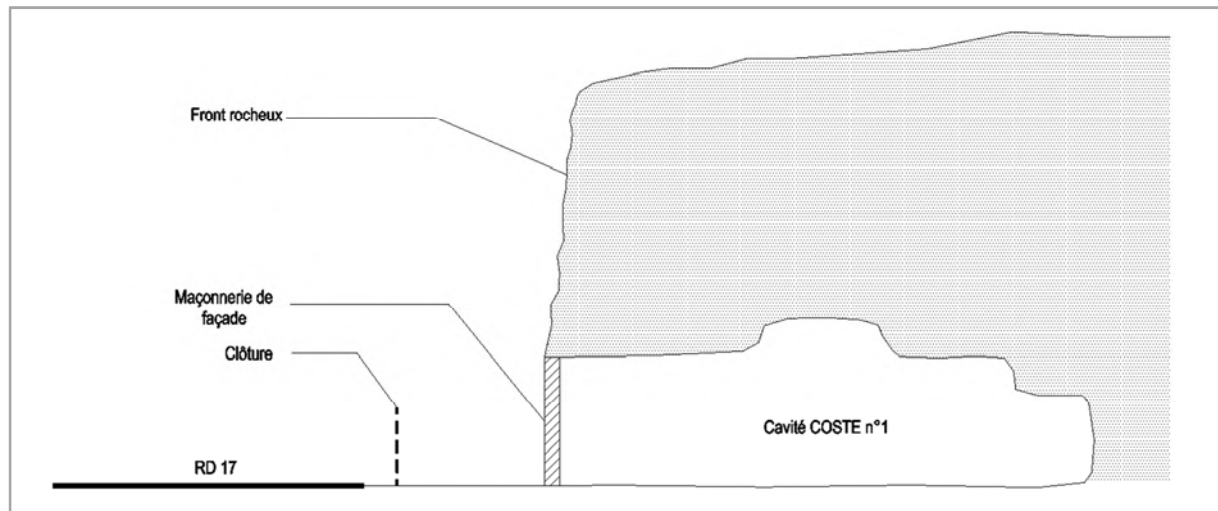 Front rocheux
Maçonnerie de
façade
Clôture
Cavité COSTE n°1
RD 17